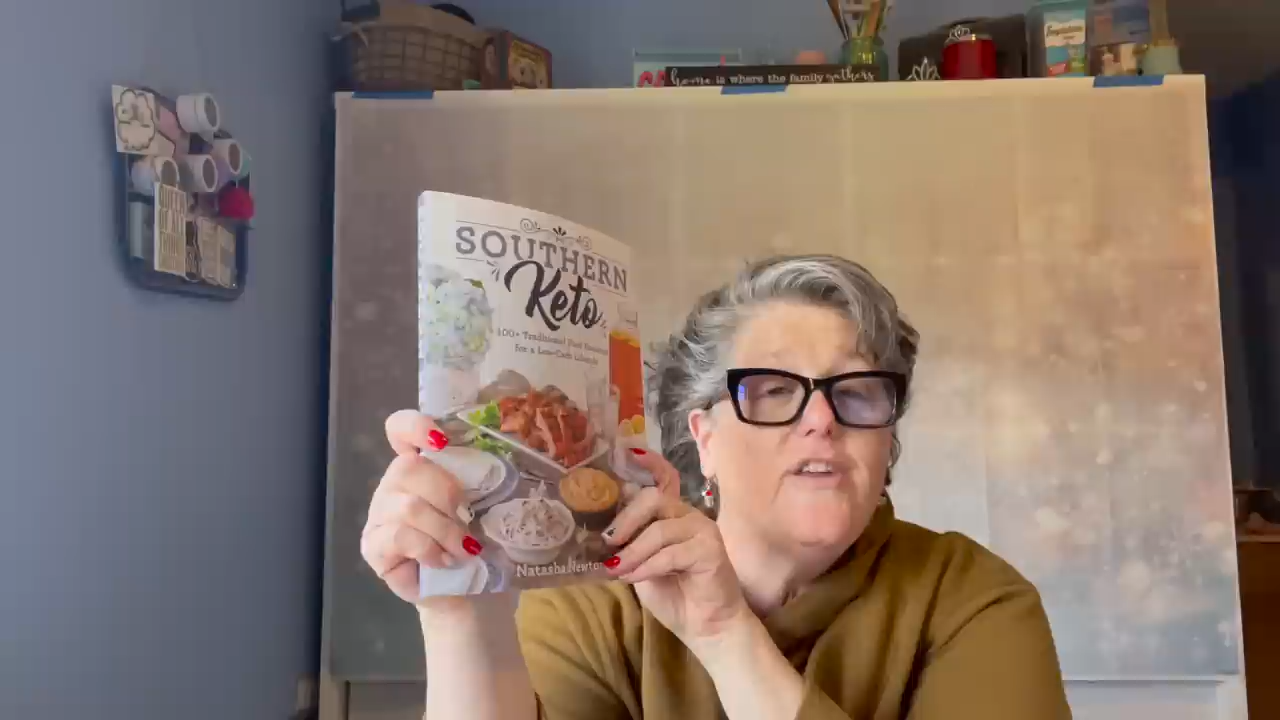 home is where the family gathers
SOUTHERN
Keto
100+ Traditional Food Favorites
for a Low-Carb Lifestyle
Natasha Newton